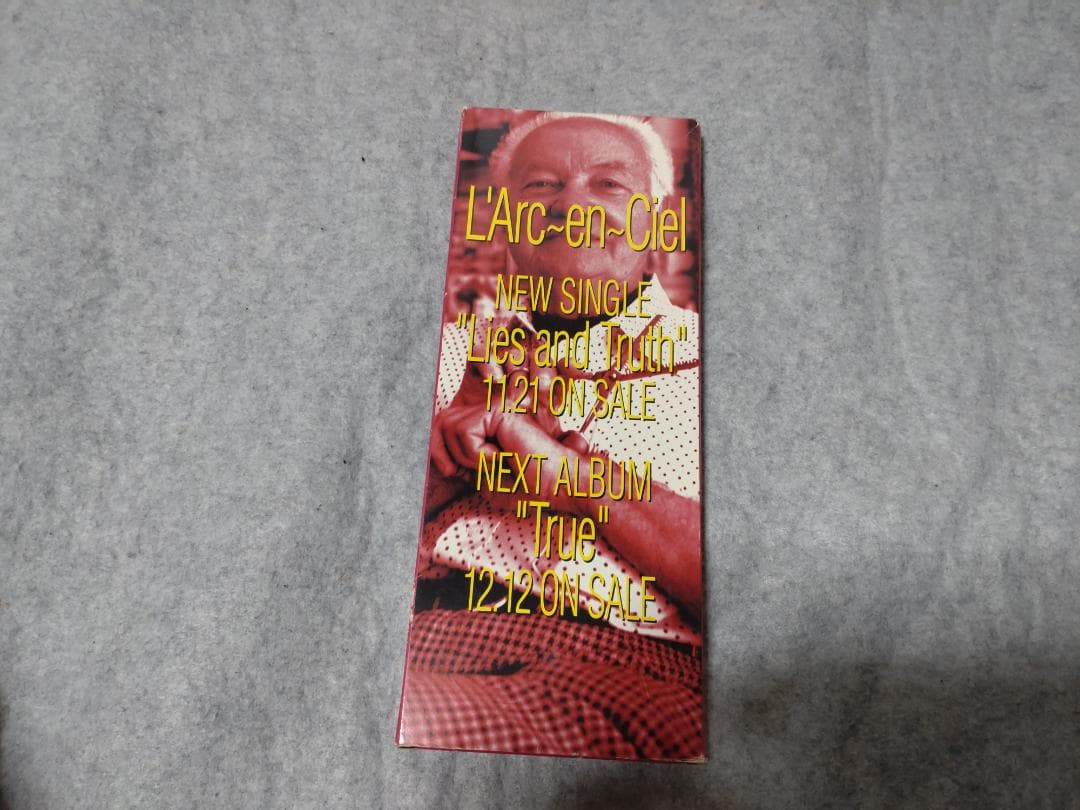 L'Arc~en~Ciel
NEW SINGLE
"Lies and Truth"
11.21 ON SALE
NEXT ALBUM
"True"
12.12 ON SALE